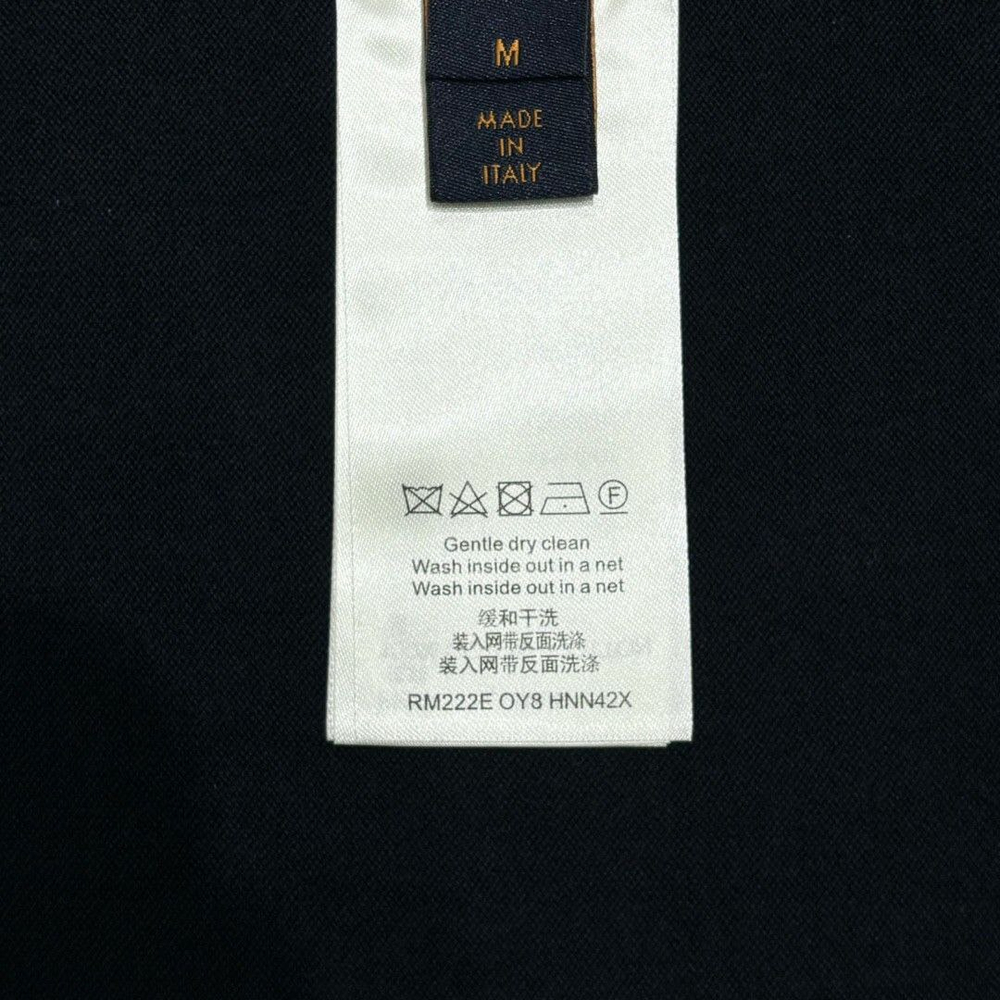 M
MADE
IN
ITALY
F
Gentle dry clean
Wash inside out in a net
Wash inside out in a net
缓和干洗
装入网带反面洗涤
装入网带反面洗涤
RM222E OY8 HNN42X